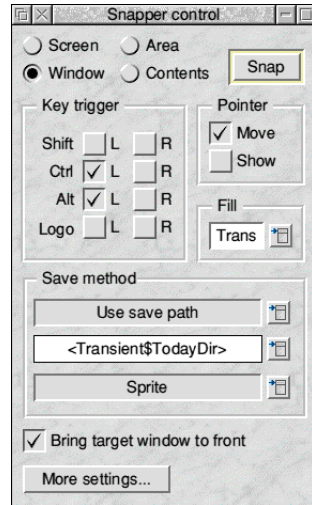 Snapper control
Screen Area
Window Contents Snap
Key trigger Pointer
Shift L R Move
Ctrl L R Show
Alt L R Fill
Logo L R Trans
Save method
Use save path
<Transient$TodayDir>
Sprite
Bring target window to front
More settings...